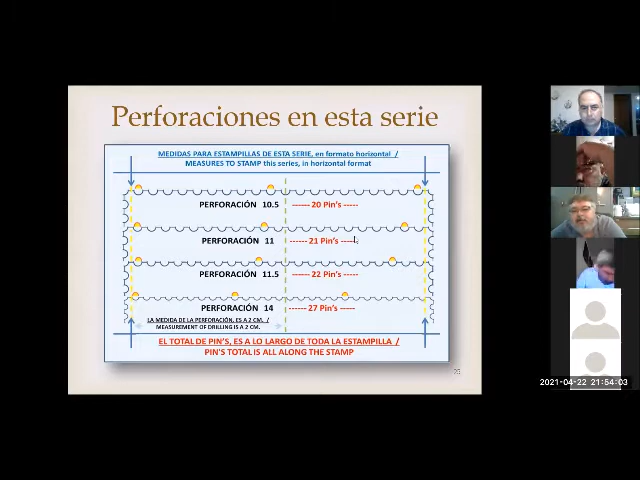 Perforaciones en esta serie
MEDIDAS PARA ESTAMPILLAS DE ESTA SERIE, en formato horizontal /
MEASURES TO STAMP this series, in horizontal format
PERFORACIÓN 10.5 ------ 20 Pin's -----
PERFORACIÓN 11 ------ 21 Pin's -----
PERFORACIÓN 11.5 ------ 22 Pin's -----
PERFORACIÓN 14 ------ 27 Pin's -----
LA MEDIDA DE LA PERFORACIÓN, ES A 2 CM. /
MEASUREMENT OF DRILLING IS A 2 CM.
EL TOTAL DE PIN'S, ES A LO LARGO DE TODA LA ESTAMPILLA /
PIN'S TOTAL IS ALL ALONG THE STAMP
2021-04-22 21:54:03